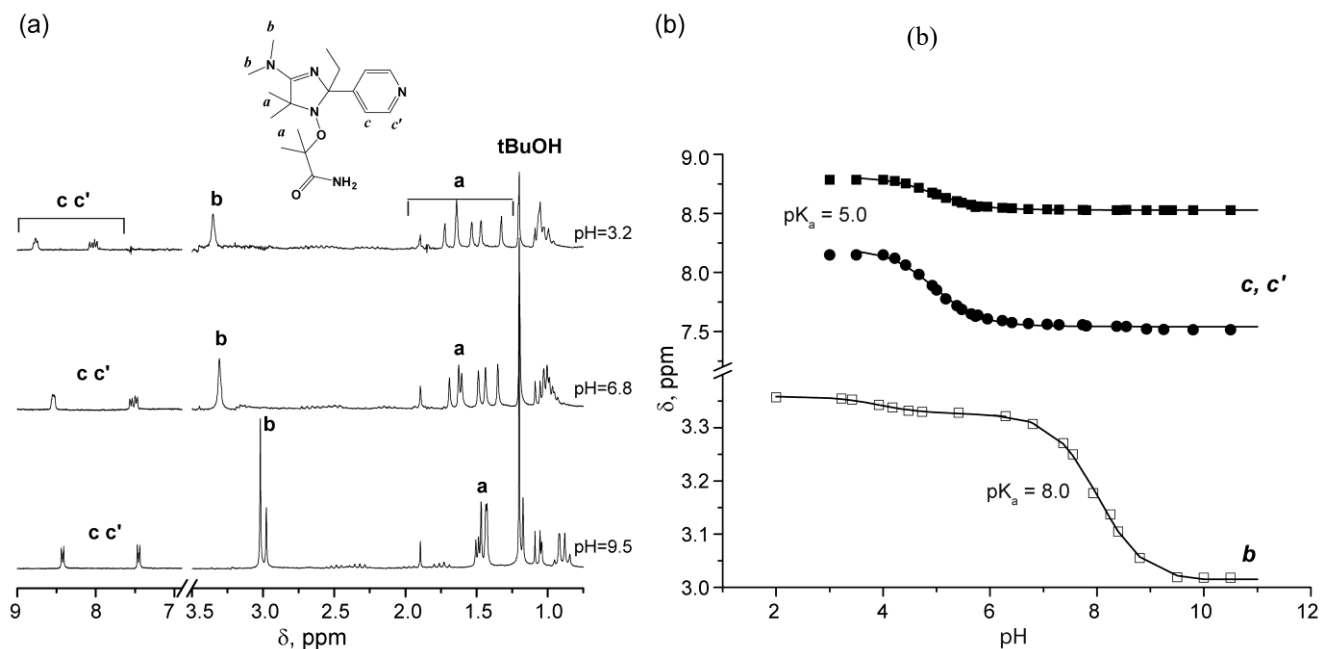 (a)
b
b
N
N
N
N
a
a
c
c'
O
O
NH₂
tBuOH
c c'
b
a
pH=3.2
c c'
b
a
pH=6.8
c c'
b
a
pH=9.5
9 8 7 3.5 3.0 2.5 2.0 1.5 1.0
δ, ppm
(b)
(b)
9.0
8.5
8.0
7.5
3.3
3.2
3.1
3.0
δ, ppm
pKₐ = 5.0
c, c'
pKₐ = 8.0
b
2 4 6 8 10 12
pH